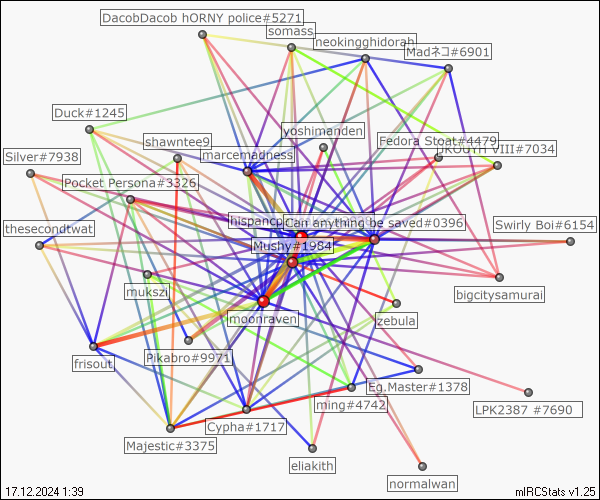 DacobDacob hORNY police#5271
somass
neokingghidorah
Madネコ#6901
Duck#1245
yoshimanden
Fedora Stoat#4479
VIII#7034
shawntee9
marcemadness
Silver#7938
Pocket Persona#3326
Can anything be saved#0396
Swirly Boi#6154
thesecondtwat
Mushy#1984
mukszi
bigcitysamurai
moonraven
zebula
frisout
Pikabro#9971
Eg.Master#1378
ming#4742
LPK2387 #7690
Cypha#1717
Majestic#3375
eliakith
normalwan
17.12.2024 1:39
mIRCStats v1.25